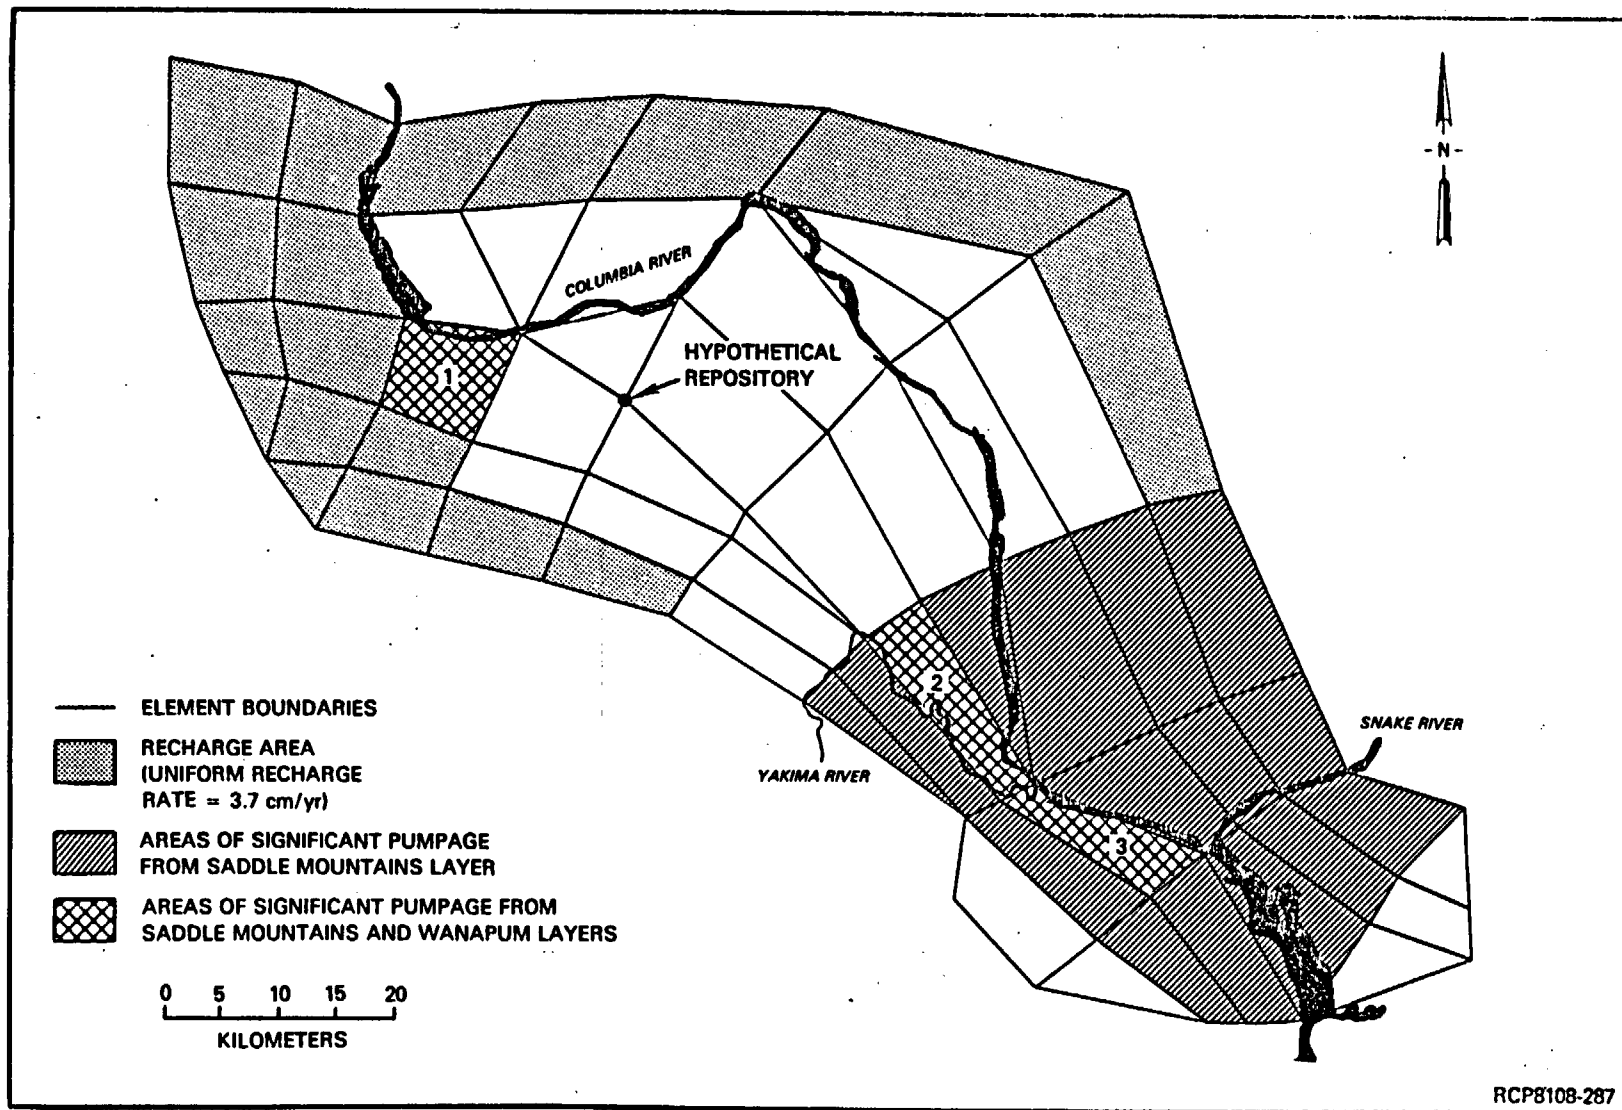 - N -
COLUMBIA RIVER
HYPOTHETICAL
REPOSITORY
1
2
3
SNAKE RIVER
YAKIMA RIVER
ELEMENT BOUNDARIES
RECHARGE AREA
(UNIFORM RECHARGE
RATE = 3.7 cm/yr)
AREAS OF SIGNIFICANT PUMPAGE
FROM SADDLE MOUNTAINS LAYER
AREAS OF SIGNIFICANT PUMPAGE FROM
SADDLE MOUNTAINS AND WANAPUM LAYERS
0 5 10 15 20
KILOMETERS
RCP8108-287